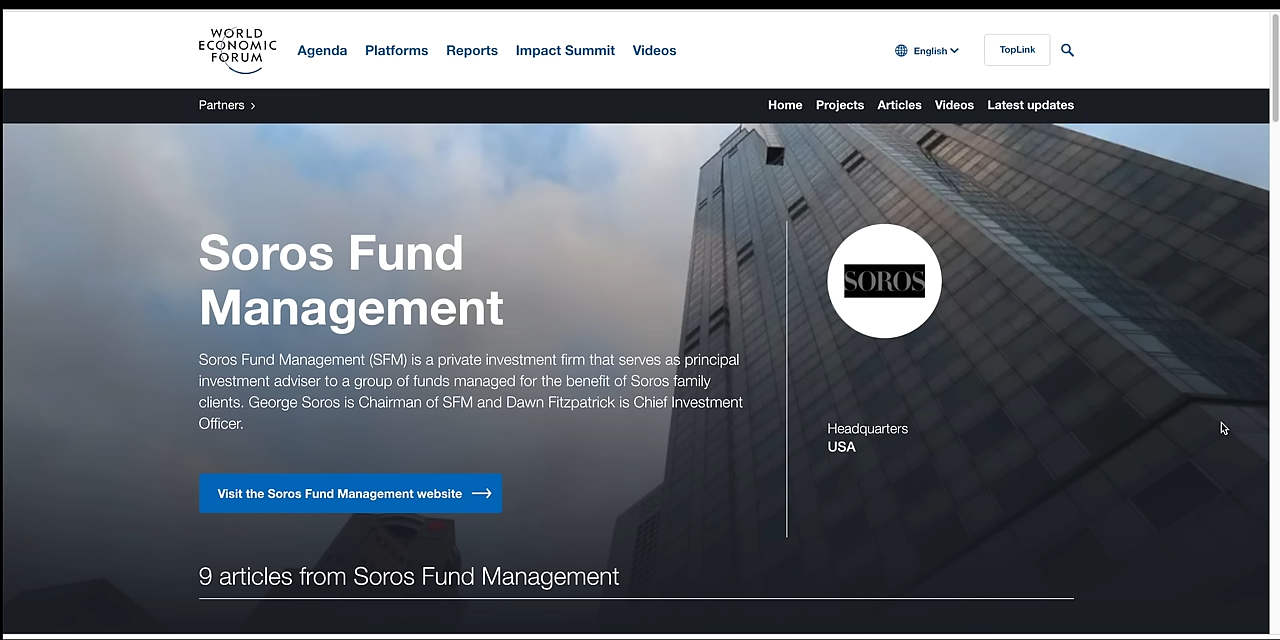 WORLD
ECONOMIC
FORUM
Agenda Platforms Reports Impact Summit Videos English TopLink
Partners Home Projects Articles Videos Latest updates
Soros Fund
Management
SOROS
Soros Fund Management (SFM) is a private investment firm that serves as principal
investment adviser to a group of funds managed for the benefit of Soros family
clients. George Soros is Chairman of SFM and Dawn Fitzpatrick is Chief Investment
Officer.
Headquarters
USA
Visit the Soros Fund Management website
9 articles from Soros Fund Management